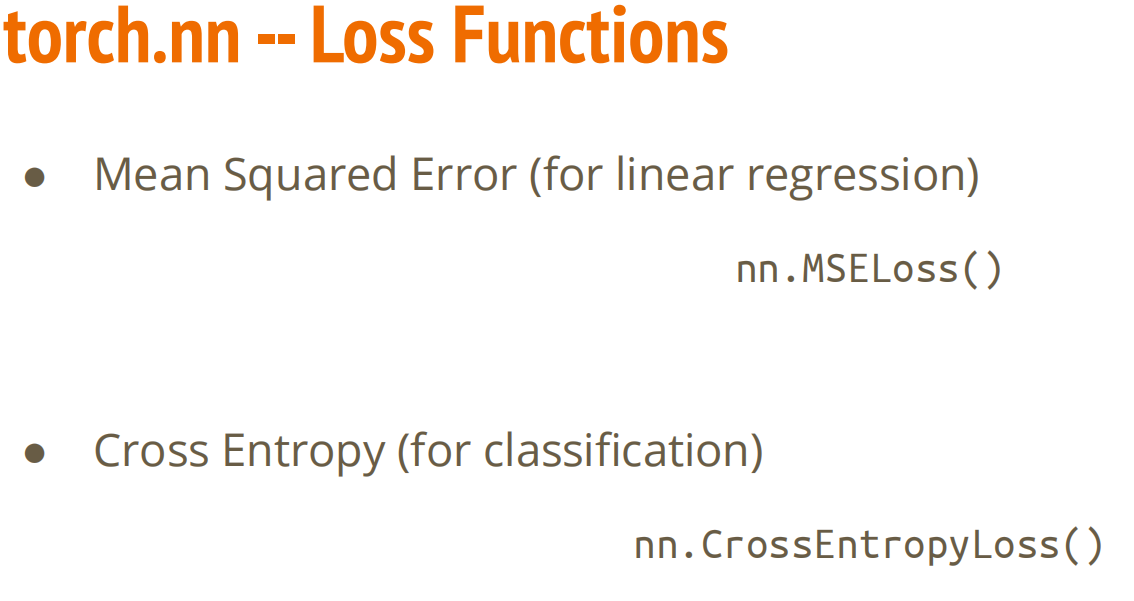 torch.nn -- Loss Functions
● Mean Squared Error (for linear regression)
nn.MSELoss()
● Cross Entropy (for classification)
nn.CrossEntropyLoss()